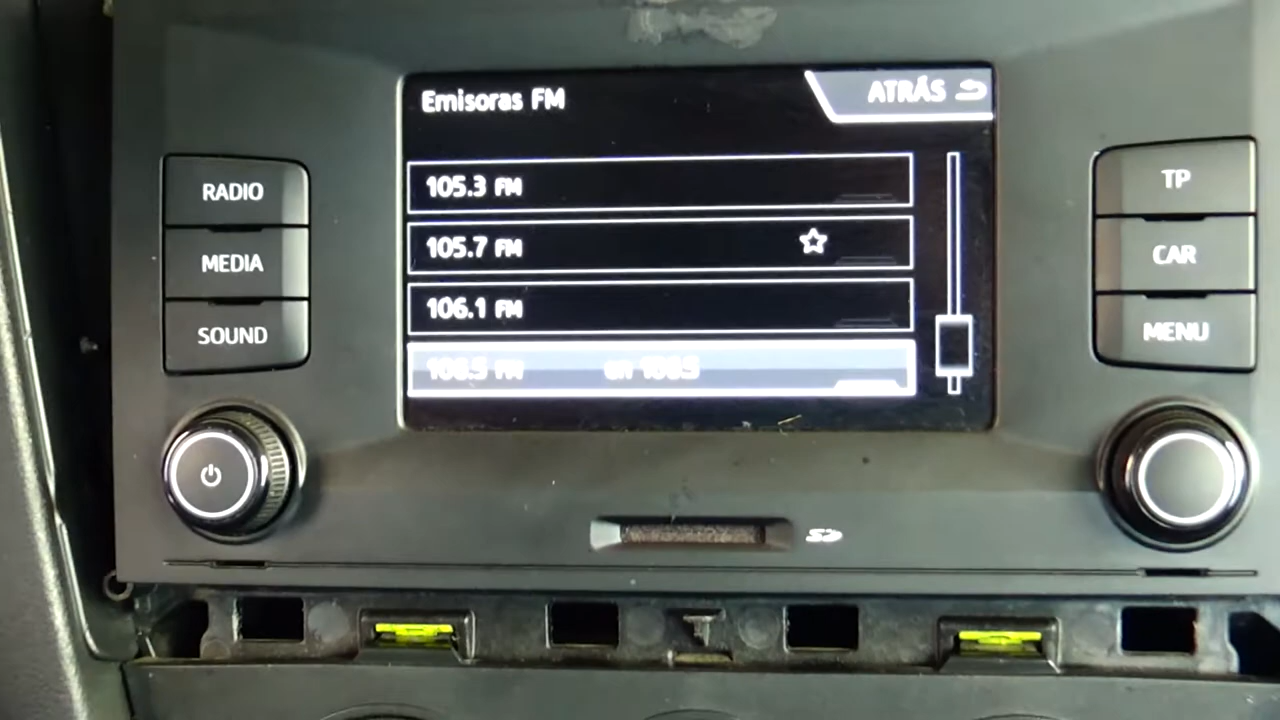 Emisoras FM
ATRÁS
RADIO
MEDIA
SOUND
105.3 FM
105.7 FM
106.1 FM
FM
TP
CAR
MENU
SD